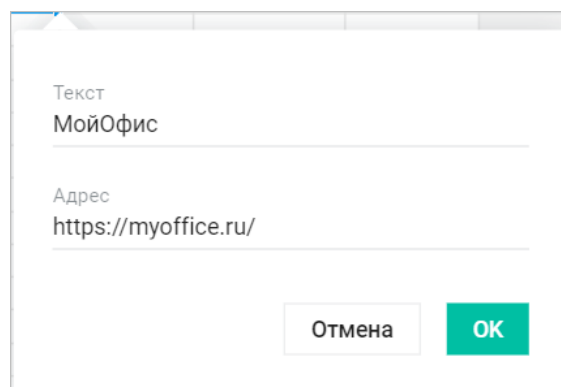 Текст
МойОфис
Адрес
https://myoffice.ru/
Отмена
OK